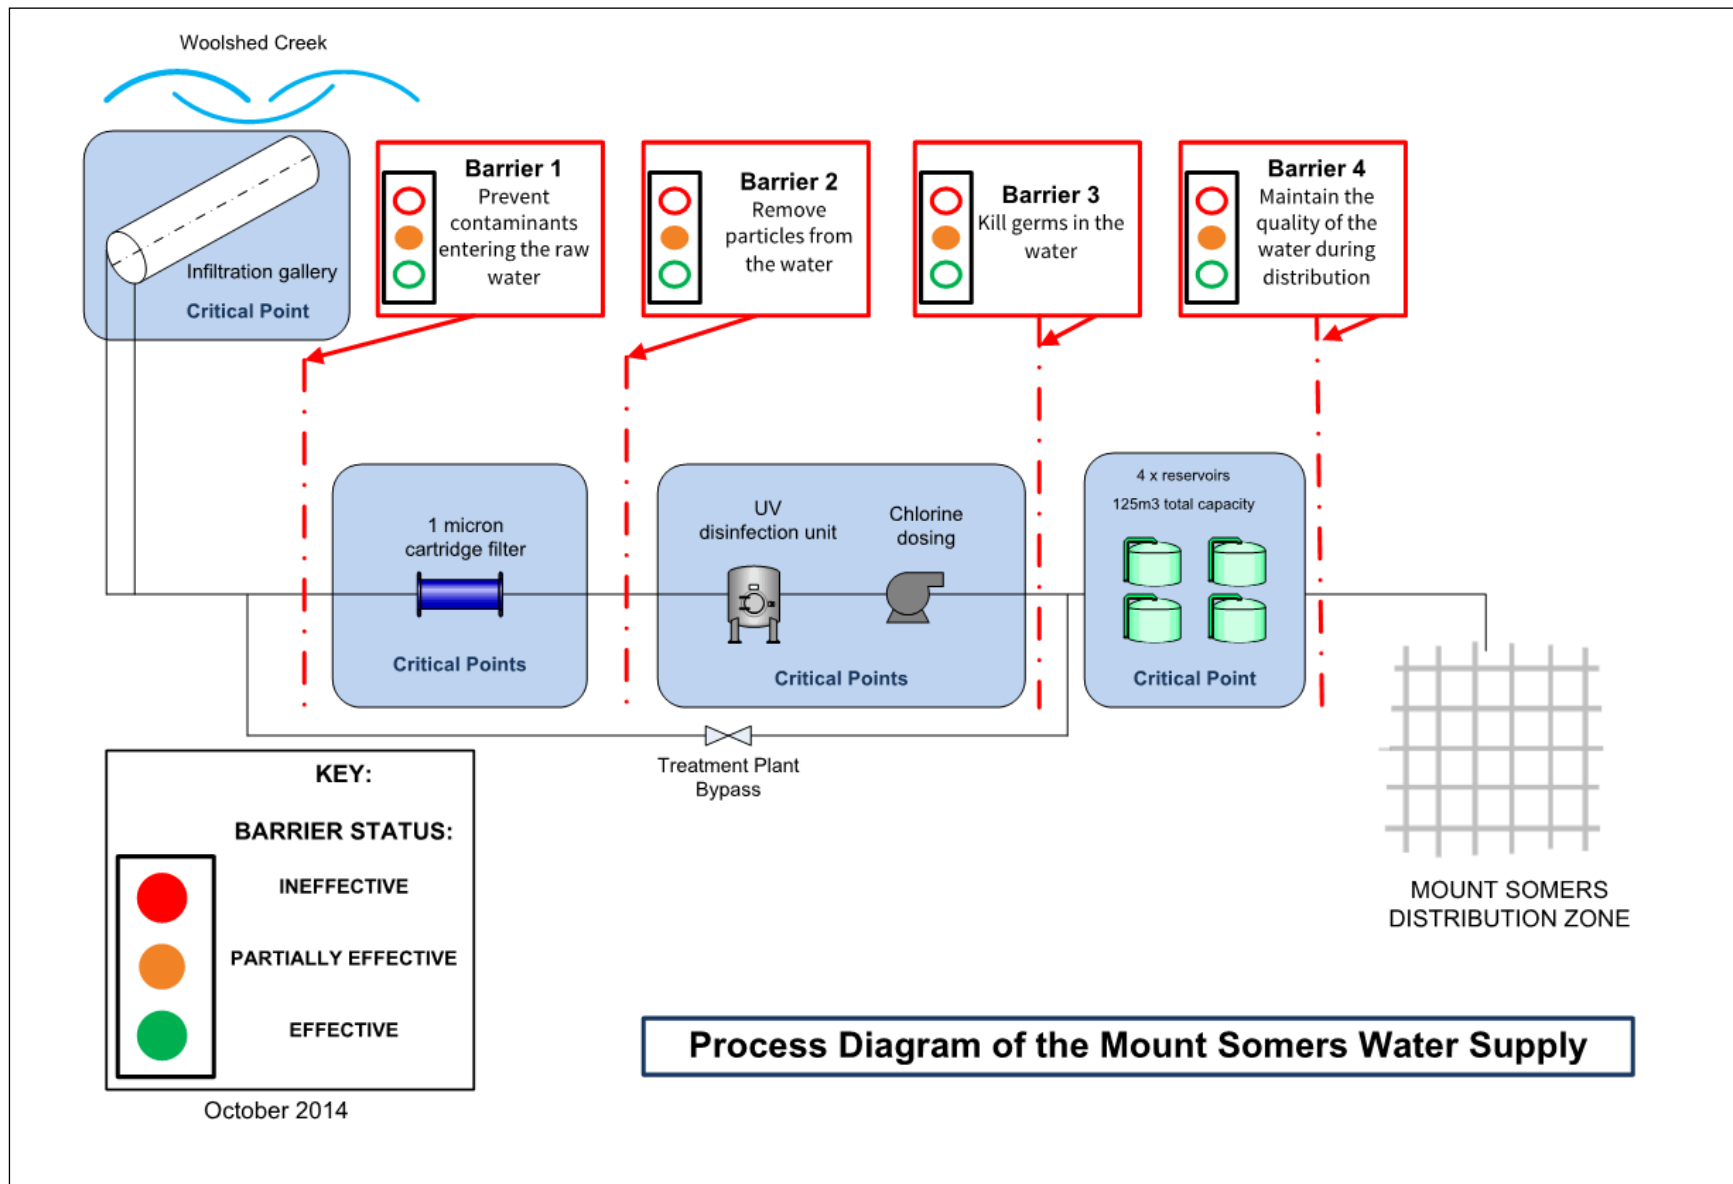 Woolshed Creek
Infiltration gallery
Critical Point
Barrier 1
Prevent
contaminants
entering the raw
water
Barrier 2
Remove
particles from
the water
Barrier 3
Kill germs in the
water
Barrier 4
Maintain the
quality of the
water during
distribution
1 micron
cartridge filter
Critical Points
UV
disinfection unit
Chlorine
dosing
Critical Points
4 x reservoirs
125m3 total capacity
Critical Point
Treatment Plant
Bypass
MOUNT SOMERS
DISTRIBUTION ZONE
KEY:
BARRIER STATUS:
INEFFECTIVE
PARTIALLY EFFECTIVE
EFFECTIVE
October 2014
Process Diagram of the Mount Somers Water Supply